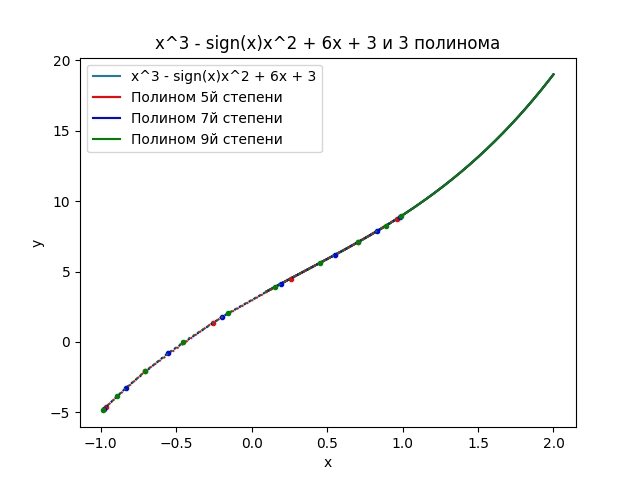 x^3 - sign(x)x^2 + 6x + 3 и 3 полинома
x^3 - sign(x)x^2 + 6x + 3
Полином 5й степени
Полином 7й степени
Полином 9й степени
20
15
10
5
0
−5
y
−1.0 −0.5 0.0 0.5 1.0 1.5 2.0
x